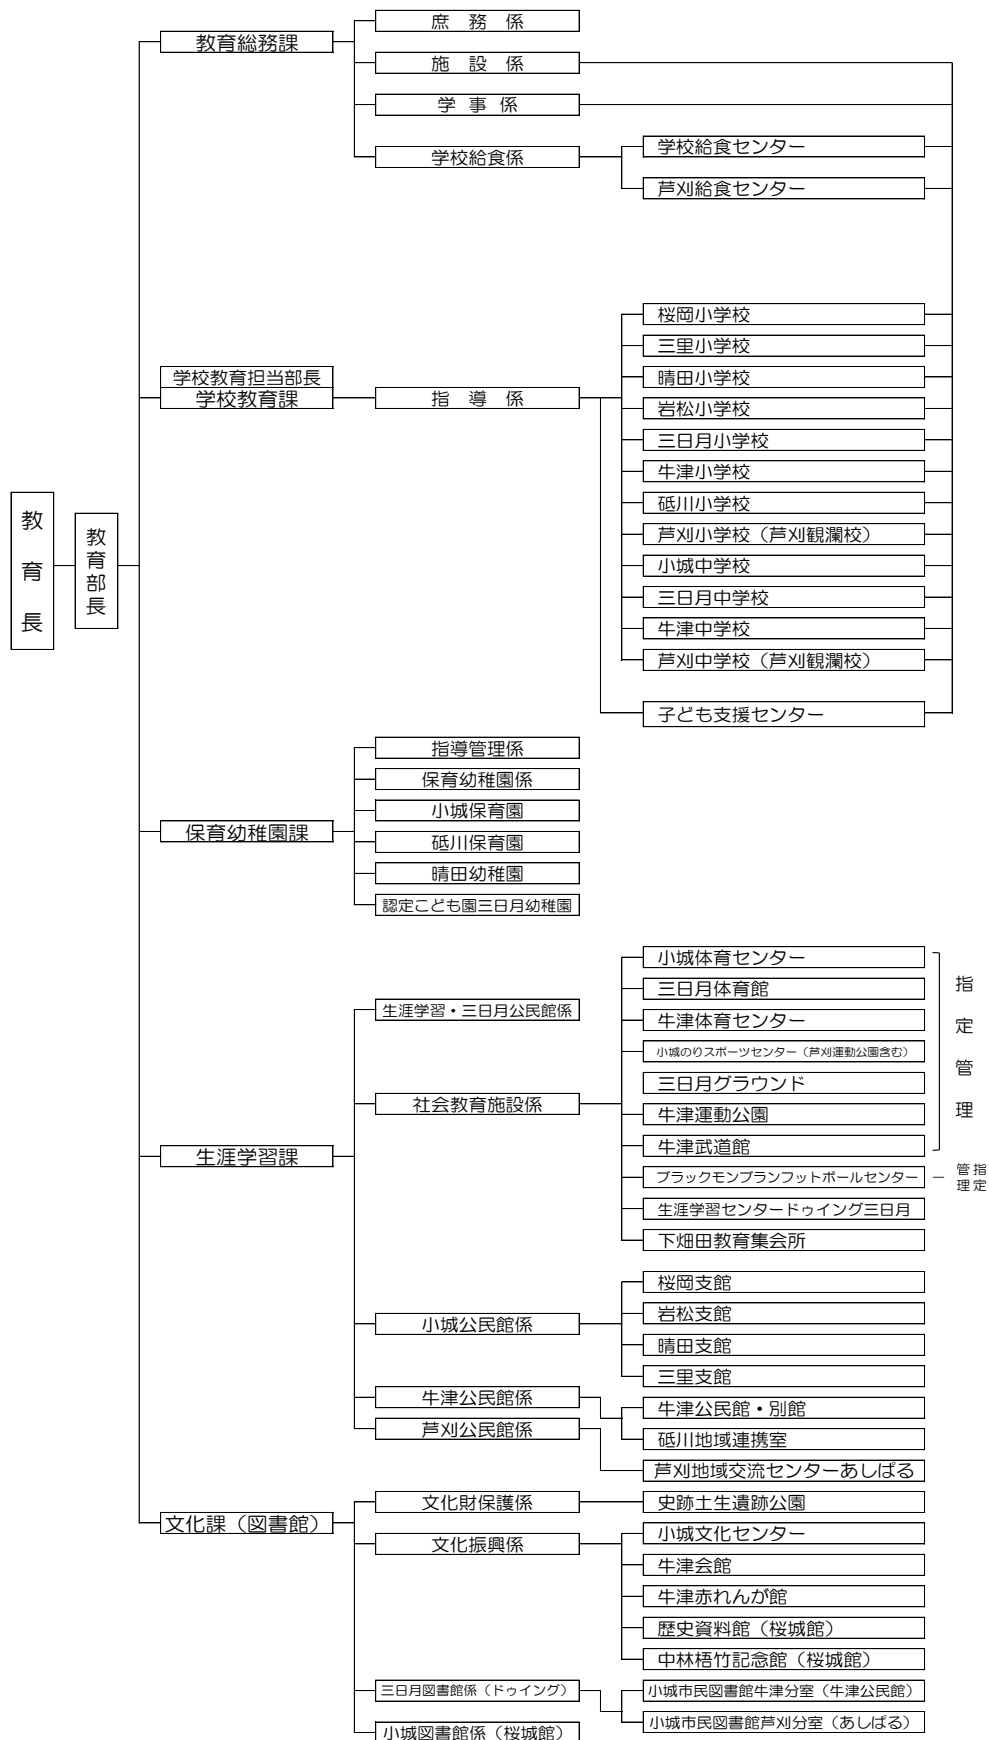 教育長
教育部長
教育総務課
庶務係
施設係
学事係
学校給食係
学校給食センター
芦刈給食センター
学校教育担当部長
学校教育課
指導係
桜岡小学校
三里小学校
晴田小学校
岩松小学校
三日月小学校
牛津小学校
砥川小学校
芦刈小学校（芦刈観瀾校）
小城中学校
三日月中学校
牛津中学校
芦刈中学校（芦刈観瀾校）
子ども支援センター
保育幼稚園課
指導管理係
保育幼稚園係
小城保育園
砥川保育園
晴田幼稚園
認定こども園三日月幼稚園
生涯学習課
生涯学習・三日月公民館係
社会教育施設係
小城体育センター
三日月体育館
牛津体育センター
小城のりスポーツセンター（芦刈運動公園含む）
三日月グラウンド
牛津運動公園
牛津武道館
指定管理
ブラックモンブランフットボールセンター
指定管理
生涯学習センタードゥイング三日月
下畑田教育集会所
小城公民館係
桜岡支館
岩松支館
晴田支館
三里支館
牛津公民館係
牛津公民館・別館
砥川地域連携室
芦刈公民館係
芦刈地域交流センターあしぱる
文化課（図書館）
文化財保護係
史跡土生遺跡公園
文化振興係
小城文化センター
牛津会館
牛津赤れんが館
歴史資料館（桜城館）
中林梧竹記念館（桜城館）
三日月図書館係（ドゥイング）
小城市民図書館牛津分室（牛津公民館）
小城市民図書館芦刈分室（あしぱる）
小城図書館係（桜城館）